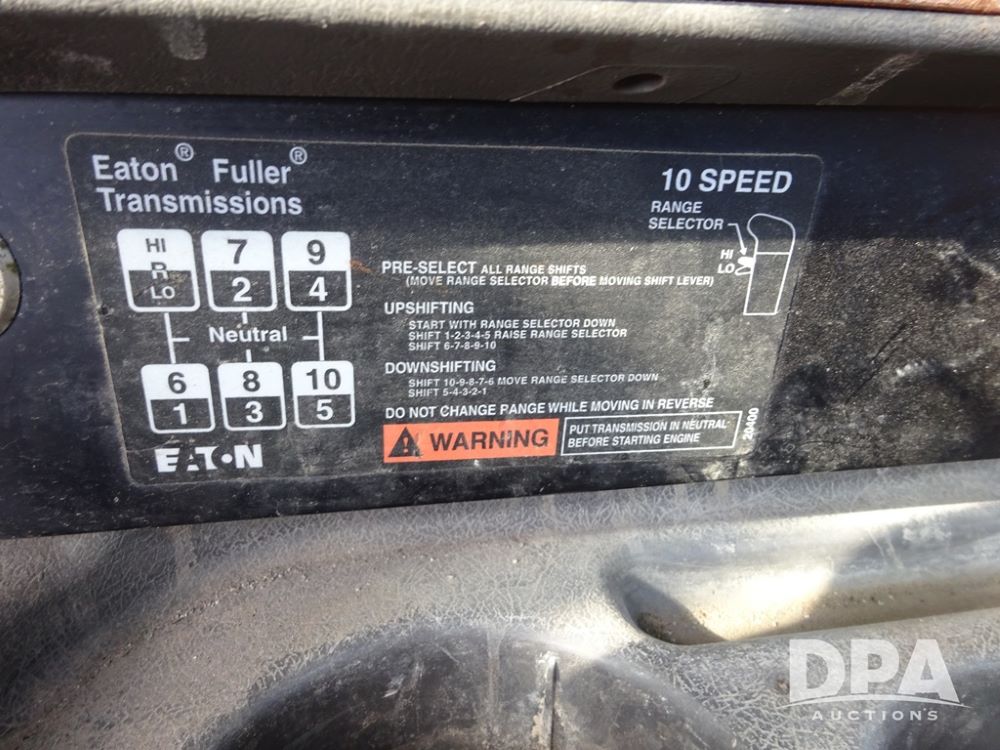 Eaton® Fuller®
Transmissions
HI
R
LO
7
2
9
4
Neutral
6
1
8
3
10
5
EATON
10 SPEED
RANGE
SELECTOR
HI
LO
PRE-SELECT ALL RANGE SHIFTS
(MOVE RANGE SELECTOR BEFORE MOVING SHIFT LEVER)
UPSHIFTING
START WITH RANGE SELECTOR DOWN
SHIFT 1-2-3-4-5 RAISE RANGE SELECTOR
SHIFT 6-7-8-9-10
DOWNSHIFTING
SHIFT 10-9-8-7-6 MOVE RANGE SELECTOR DOWN
SHIFT 5-4-3-2-1
DO NOT CHANGE RANGE WHILE MOVING IN REVERSE
WARNING
PUT TRANSMISSION IN NEUTRAL
BEFORE STARTING ENGINE
20400
DPA
AUCTIONS